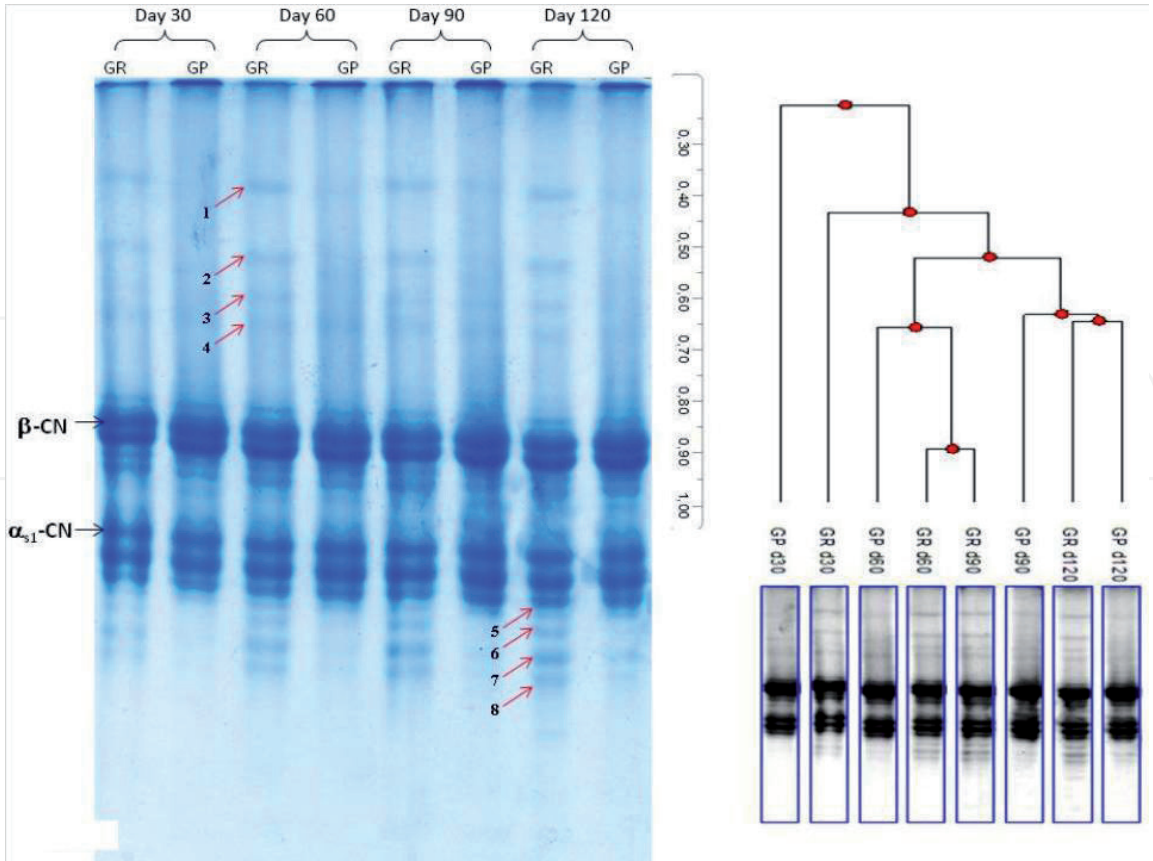 Day 30 Day 60 Day 90 Day 120
GR GP GR GP GR GP GR GP
1
2
3
4
β-CN
αs1-CN
5
6
7
8
0,30
0,40
0,50
0,60
0,70
0,80
0,90
1,00
GP d30
GR d30
GP d60
GR d60
GR d90
GP d90
GR d120
GP d120